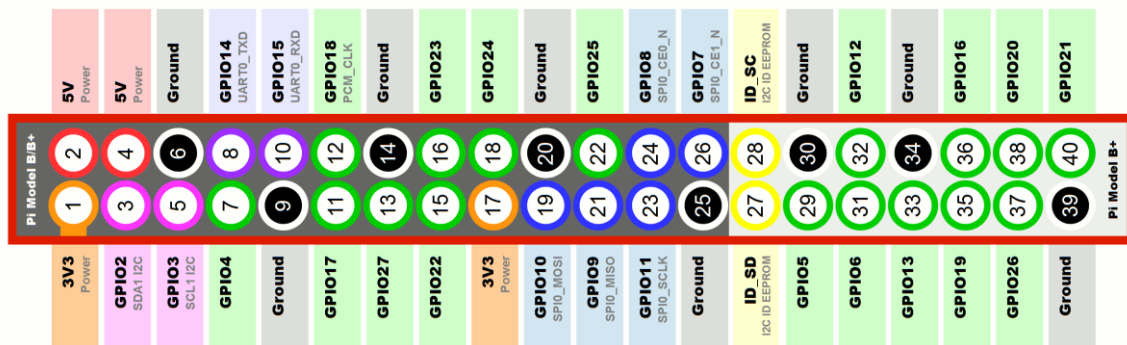 5V
Power
5V
Power
Ground
GPIO14
UART0_TXD
GPIO15
UART0_RXD
GPIO18
PCM_CLK
Ground
GPIO23
GPIO24
Ground
GPIO25
GPIO8
SPI0_CE0_N
GPIO7
SPI0_CE1_N
ID_SC
I2C ID EEPROM
Ground
GPIO12
Ground
GPIO16
GPIO20
GPIO21
Pi Model B/B+
2 4 6 8 10 12 14 16 18 20 22 24 26 28 30 32 34 36 38 40
1 3 5 7 9 11 13 15 17 19 21 23 25 27 29 31 33 35 37 39
Pi Model B+
3V3
Power
GPIO2
SDA1 I2C
GPIO3
SCL1 I2C
GPIO4
Ground
GPIO17
GPIO27
GPIO22
3V3
Power
GPIO10
SPI0_MOSI
GPIO9
SPI0_MISO
GPIO11
SPI0_SCLK
Ground
ID_SD
I2C ID EEPROM
GPIO5
GPIO6
GPIO13
GPIO19
GPIO26
Ground